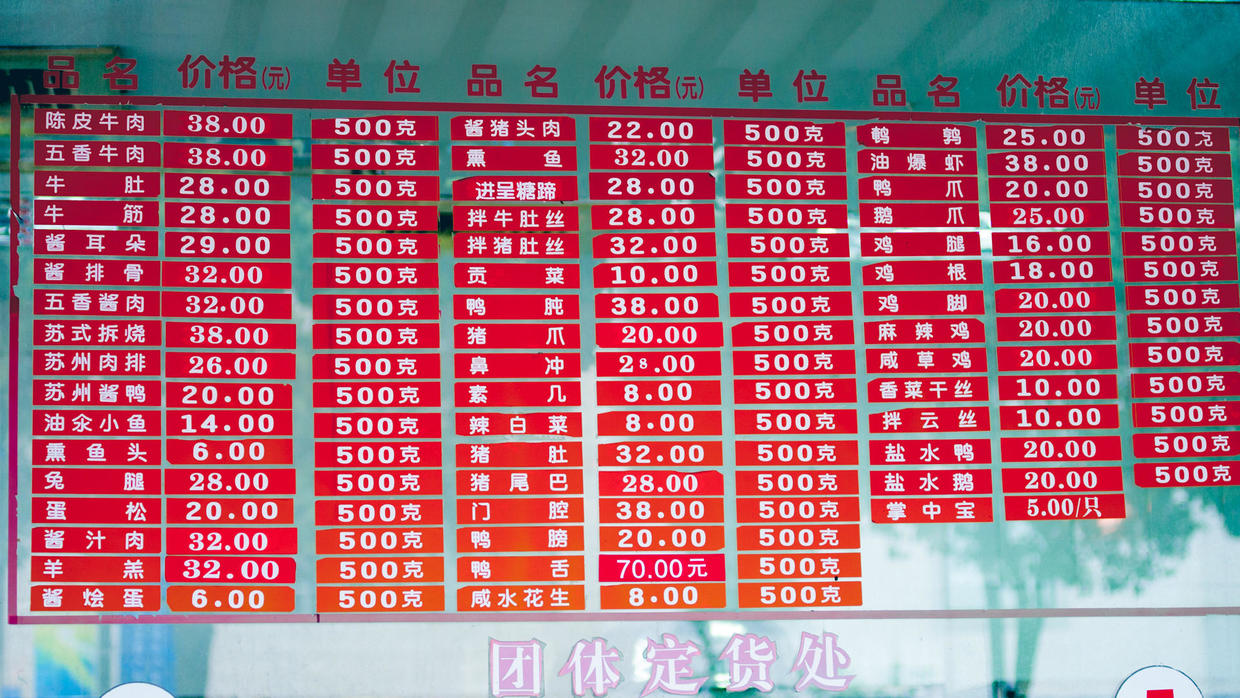 品名 价格(元) 单位 品名 价格(元) 单位 品名 价格(元) 单位
陈皮牛肉 38.00 500克 酱猪头肉 22.00 500克 鹌鹑 25.00 500克
五香牛肉 38.00 500克 熏鱼 32.00 500克 油爆虾 38.00 500克
牛肚 28.00 500克 进呈糖蹄 28.00 500克 鸭爪 20.00 500克
牛筋 28.00 500克 拌牛肚丝 28.00 500克 鹅爪 25.00 500克
酱耳朵 29.00 500克 拌猪肚丝 32.00 500克 鸡腿 16.00 500克
酱排骨 32.00 500克 贡菜 10.00 500克 鸡根 18.00 500克
五香酱肉 32.00 500克 鸭肫 38.00 500克 鸡脚 20.00 500克
苏式拆烧 38.00 500克 猪爪 20.00 500克 麻辣鸡 20.00 500克
苏州肉排 26.00 500克 鼻冲 28.00 500克 咸草鸡 20.00 500克
苏州酱鸭 20.00 500克 素几 8.00 500克 香菜干丝 10.00 500克
油汆小鱼 14.00 500克 辣白菜 8.00 500克 拌云丝 10.00 500克
熏鱼头 6.00 500克 猪肚 32.00 500克 盐水鸭 20.00 500克
兔腿 28.00 500克 猪尾巴 28.00 500克 盐水鹅 20.00 500克
蛋松 20.00 500克 门腔 38.00 500克 掌中宝 5.00/只
酱汁肉 32.00 500克 鸭膀 20.00 500克
羊羔 32.00 500克 鸭舌 70.00元 500克
酱烩蛋 6.00 500克 咸水花生 8.00 500克
团体定货处